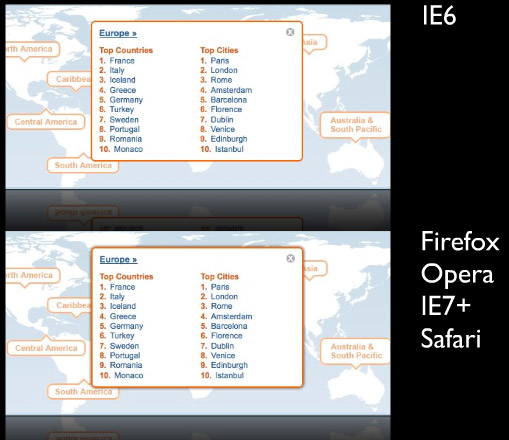 IE6
Europe »
Asia
rth America
Top Countries Top Cities
1. France 1. Paris
2. Italy 2. London
3. Iceland 3. Rome
Caribbea
4. Greece 4. Amsterdam
5. Germany 5. Barcelona
6. Turkey 6. Florence
Central America
7. Sweden 7. Dublin
Australia &
South Pacific
8. Portugal 8. Venice
9. Romania 9. Edinburgh
10. Monaco 10. Istanbul
South America
Firefox
Opera
IE7+
Safari
Europe »
Asia
rth America
Top Countries Top Cities
1. France 1. Paris
2. Italy 2. London
3. Iceland 3. Rome
Caribbea
4. Greece 4. Amsterdam
5. Germany 5. Barcelona
6. Turkey 6. Florence
Central America
7. Sweden 7. Dublin
Australia &
South Pacific
8. Portugal 8. Venice
9. Romania 9. Edinburgh
10. Monaco 10. Istanbul
South America